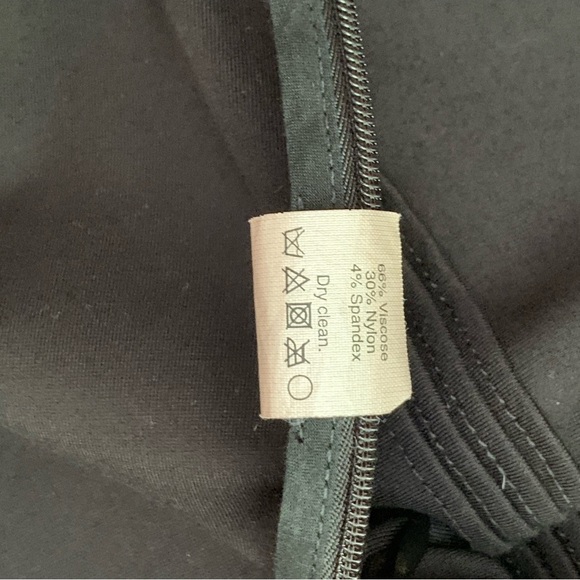 66% Viscose
30% Nylon
4% Spandex
Dry clean.